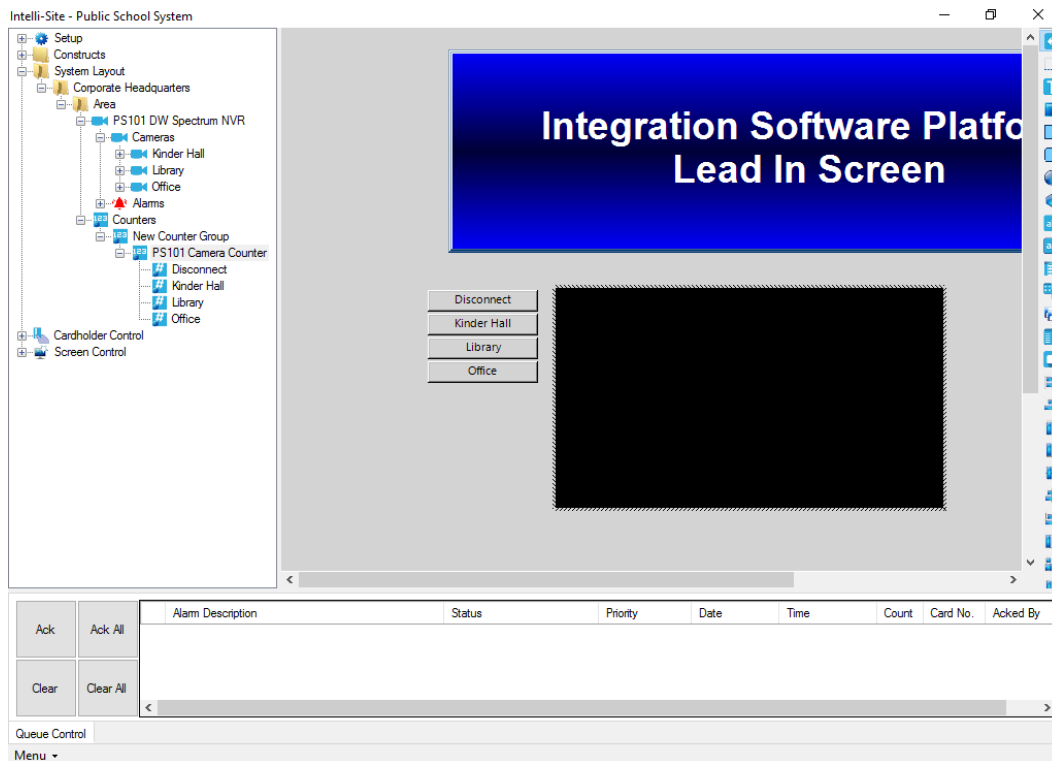 Intelli-Site - Public School System
Setup
Constructs
System Layout
Corporate Headquarters
Area
PS101 DW Spectrum NVR
Cameras
Kinder Hall
Library
Office
Alarms
123 Counters
123 New Counter Group
123 PS101 Camera Counter
# Disconnect
# Kinder Hall
# Library
# Office
Cardholder Control
Screen Control
Integration Software Platfo
Lead In Screen
Disconnect
Kinder Hall
Library
Office
Ack
Ack All
Clear
Clear All
Alarm Description Status Priority Date Time Count Card No. Acked By
Queue Control
Menu